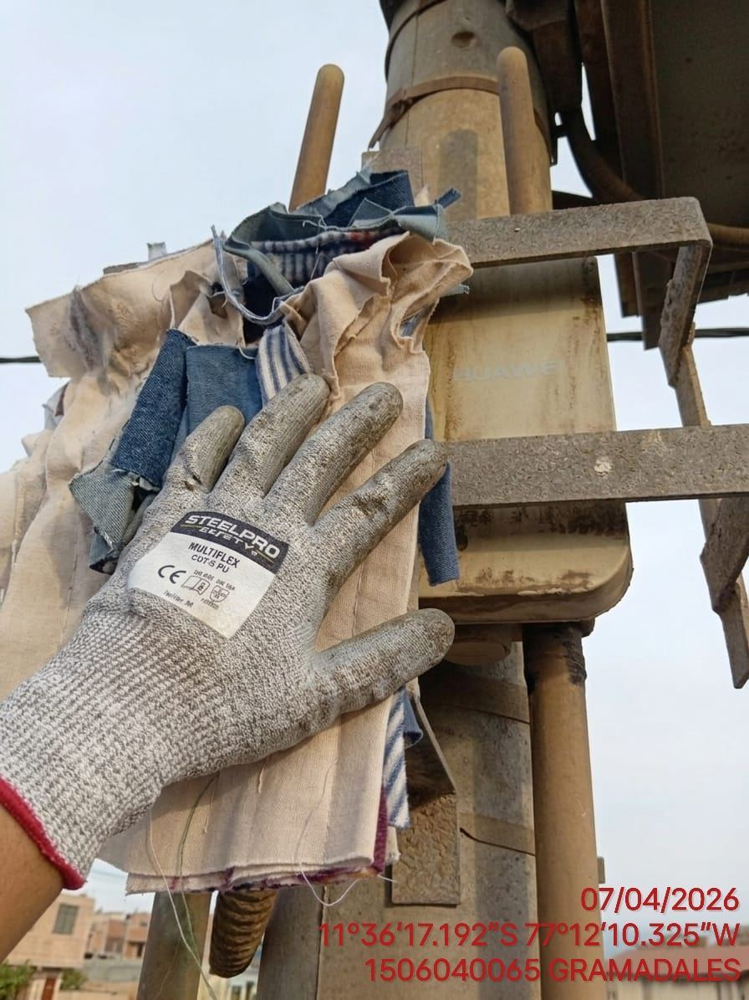 HUAWEI
STEELPRO
SAFETY
MULTIFLEX
CUT-5 PU
CE
07/04/2026
11°36'17.192"S 77°12'10.325"W
1506040065 GRAMADALES